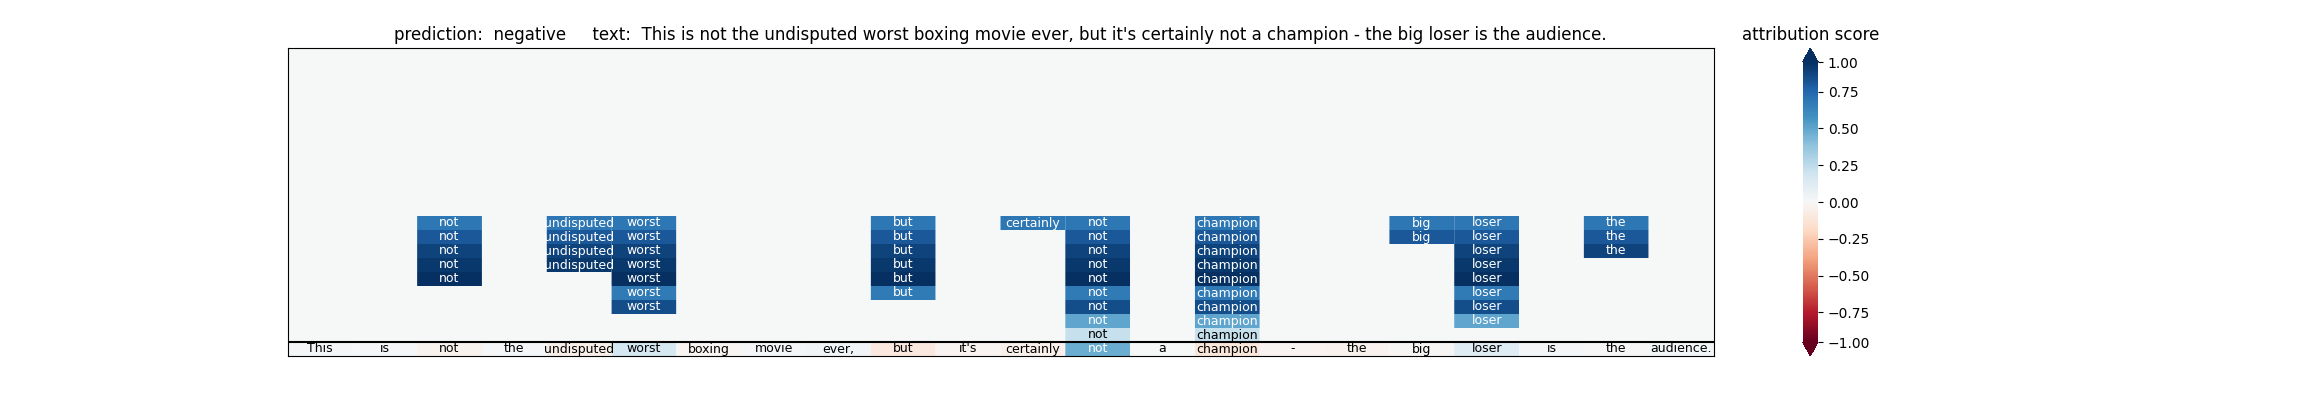 prediction: negative text: This is not the undisputed worst boxing movie ever, but it's certainly not a champion - the big loser is the audience.
attribution score
not undisputed worst but certainly not champion big loser the
not undisputed worst but not champion big loser
not undisputed worst but not champion loser the
not undisputed worst but not champion loser
not worst but not champion loser
worst but not champion loser
worst not champion loser
not champion loser
not champion
This is not the undisputed worst boxing movie ever, but it's certainly not a champion - the big loser is the audience.
1.00
0.75
0.50
0.25
0.00
−0.25
−0.50
−0.75
−1.00